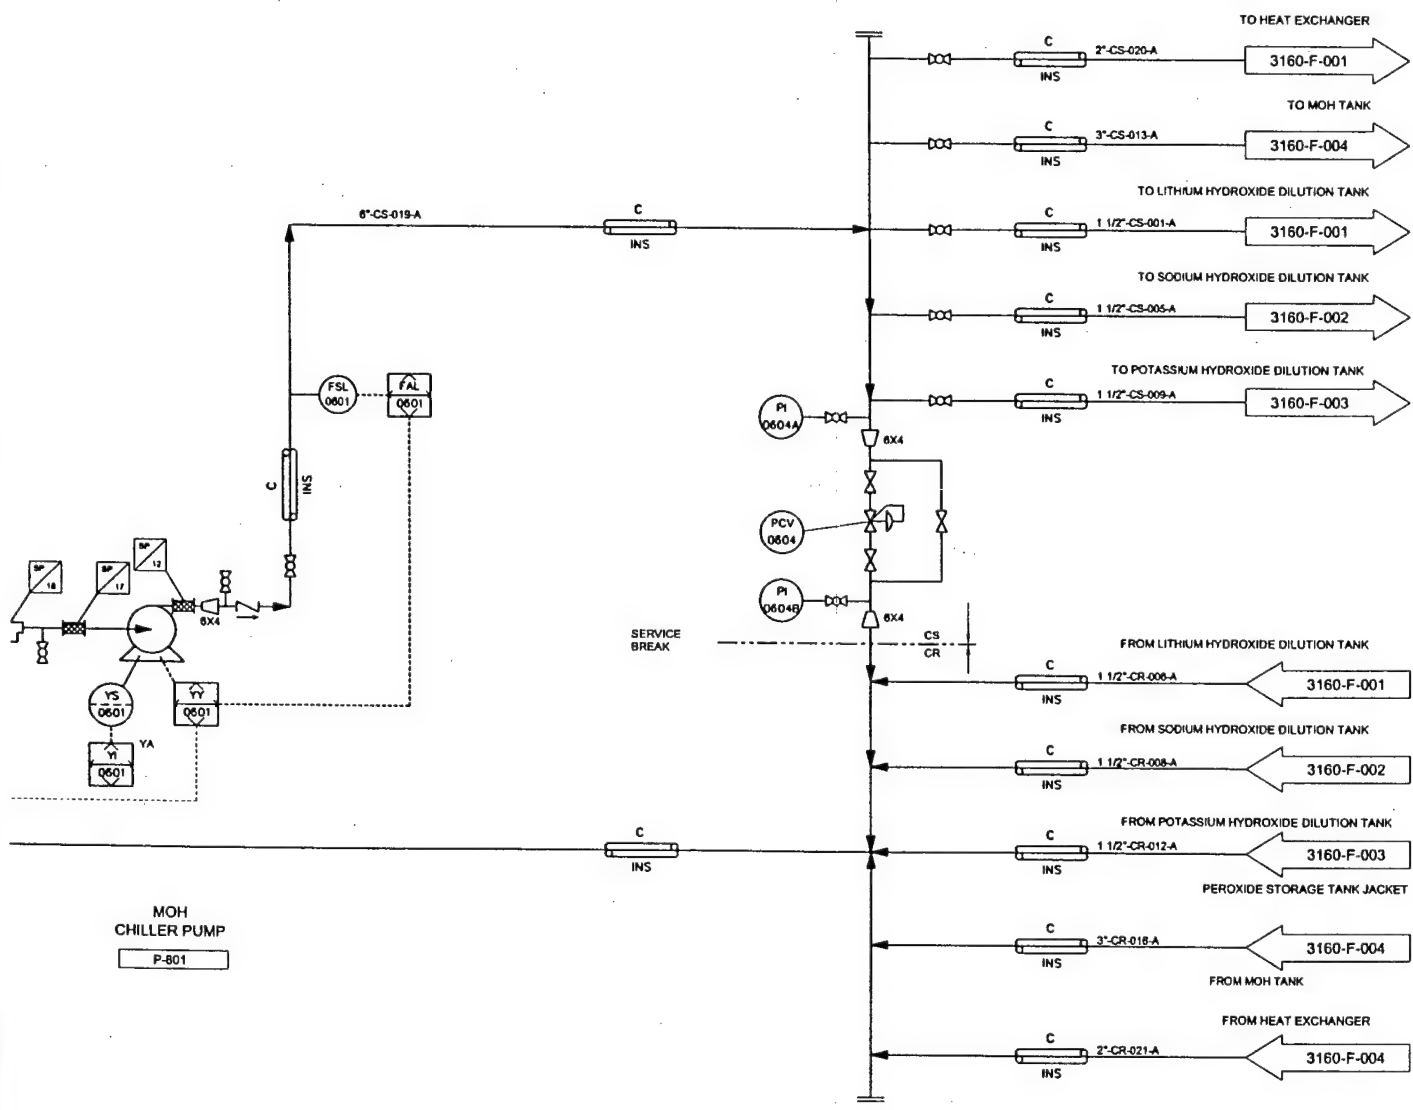 TO HEAT EXCHANGER
C
2"-CS-020-A
3160-F-001
INS
TO MOH TANK
C
3"-CS-013-A
3160-F-004
INS
TO LITHIUM HYDROXIDE DILUTION TANK
C
1 1/2"-CS-001-A
3160-F-001
INS
6"-CS-019-A
C
INS
TO SODIUM HYDROXIDE DILUTION TANK
C
1 1/2"-CS-005-A
3160-F-002
INS
TO POTASSIUM HYDROXIDE DILUTION TANK
C
1 1/2"-CS-009-A
3160-F-003
INS
FSL
0601
FAL
0601
PI
0604A
6X4
C
INS
PCV
0604
SP
18
SP
17
SP
12
6X4
PI
0604B
6X4
SERVICE
BREAK
CS
CR
YS
0601
YY
0601
YA
YI
0601
FROM LITHIUM HYDROXIDE DILUTION TANK
C
1 1/2"-CR-006-A
3160-F-001
INS
FROM SODIUM HYDROXIDE DILUTION TANK
C
1 1/2"-CR-008-A
3160-F-002
INS
FROM POTASSIUM HYDROXIDE DILUTION TANK
C
1 1/2"-CR-012-A
3160-F-003
INS
C
INS
PEROXIDE STORAGE TANK JACKET
C
3"-CR-016-A
3160-F-004
INS
FROM MOH TANK
MOH
CHILLER PUMP
P-601
FROM HEAT EXCHANGER
C
2"-CR-021-A
3160-F-004
INS